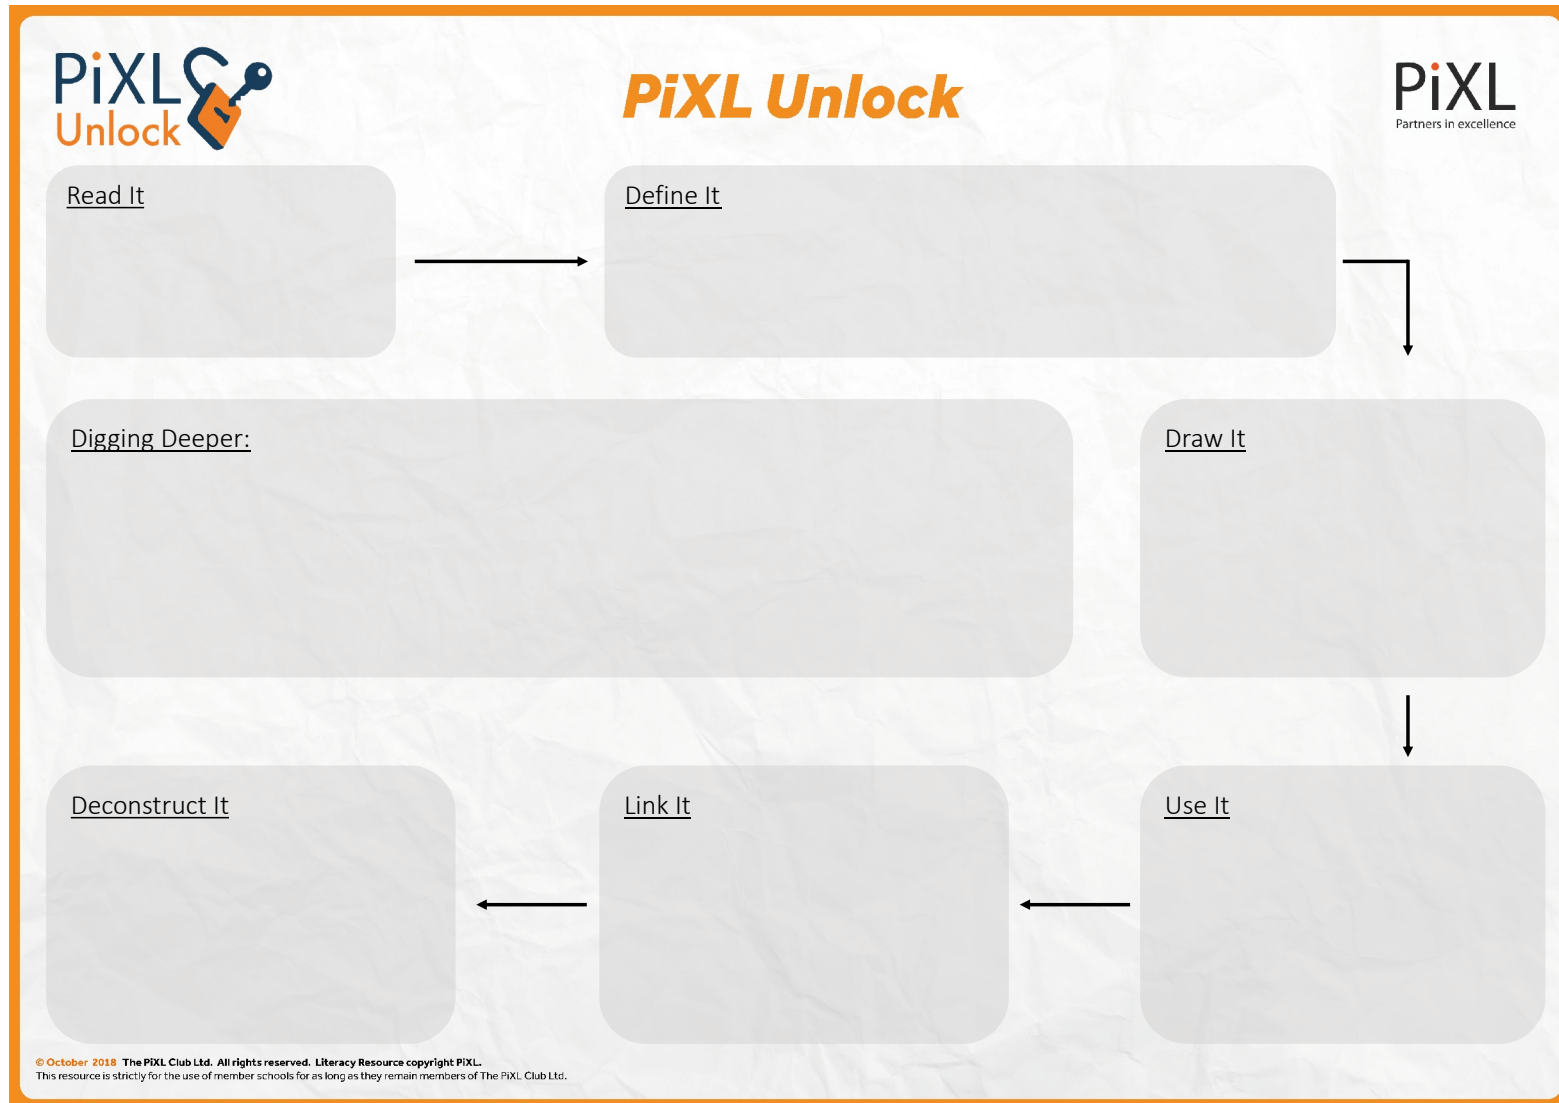 PiXL
Unlock
PiXL Unlock
PiXL
Partners in excellence
Read It
Define It
Digging Deeper:
Draw It
Deconstruct It
Link It
Use It
© October 2018 The PiXL Club Ltd. All rights reserved. Literacy Resource copyright PiXL.
This resource is strictly for the use of member schools for as long as they remain members of The PiXL Club Ltd.